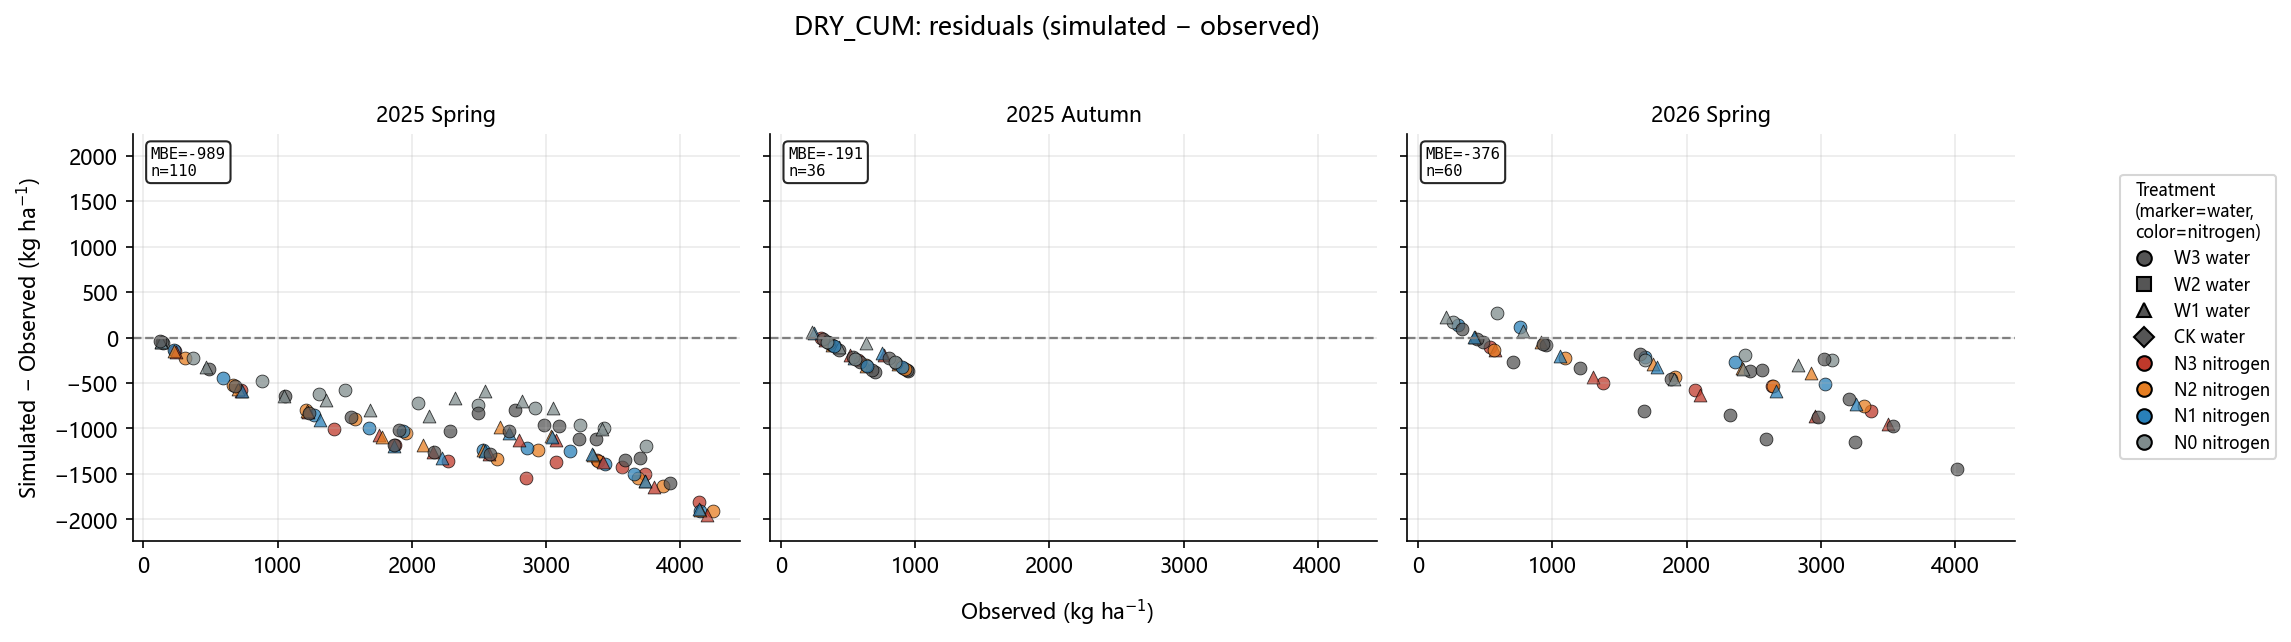 DRY_CUM: residuals (simulated − observed)
2025 Spring
2025 Autumn
2026 Spring
MBE=-989
n=110
MBE=-191
n=36
MBE=-376
n=60
Simulated − Observed (kg ha⁻¹)
2000
1500
1000
500
0
−500
−1000
−1500
−2000
0 1000 2000 3000 4000
0 1000 2000 3000 4000
0 1000 2000 3000 4000
Observed (kg ha⁻¹)
Treatment
(marker=water,
color=nitrogen)
W3 water
W2 water
W1 water
CK water
N3 nitrogen
N2 nitrogen
N1 nitrogen
N0 nitrogen